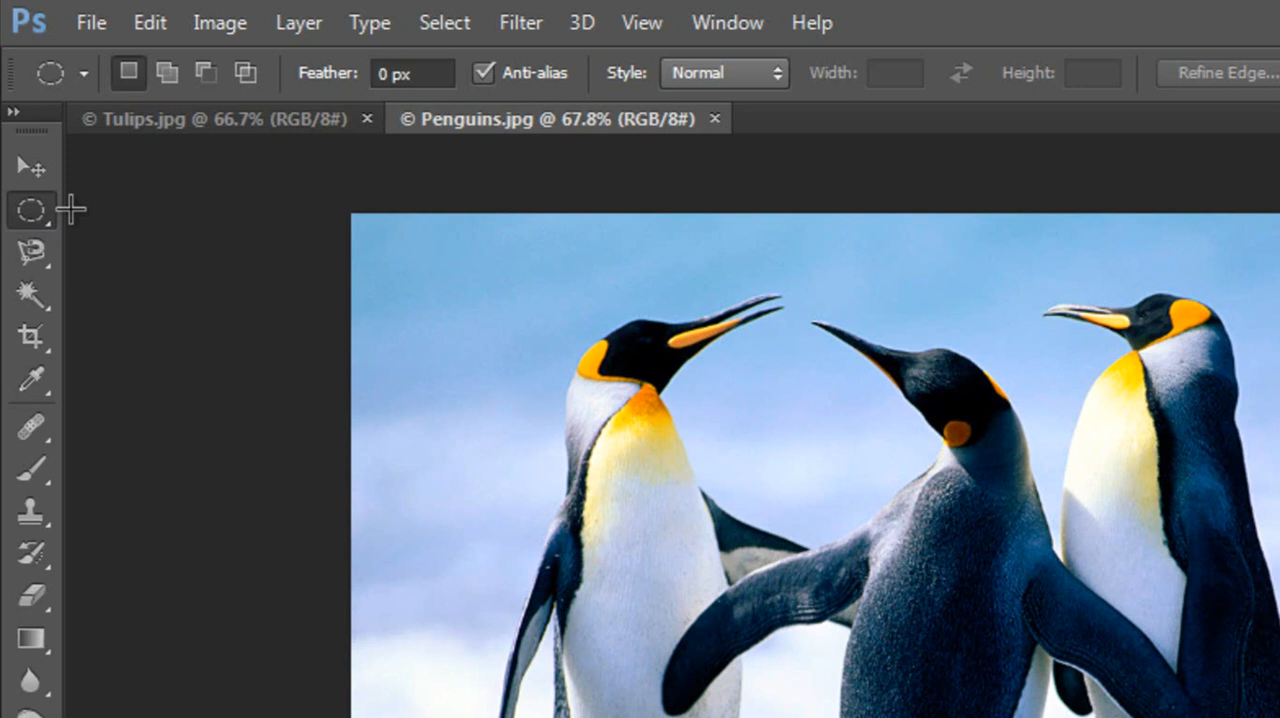 Ps File Edit Image Layer Type Select Filter 3D View Window Help
Feather: 0 px Anti-alias Style: Normal Width: Height: Refine Edge...
© Tulips.jpg @ 66.7% (RGB/8#) × © Penguins.jpg @ 67.8% (RGB/8#) ×